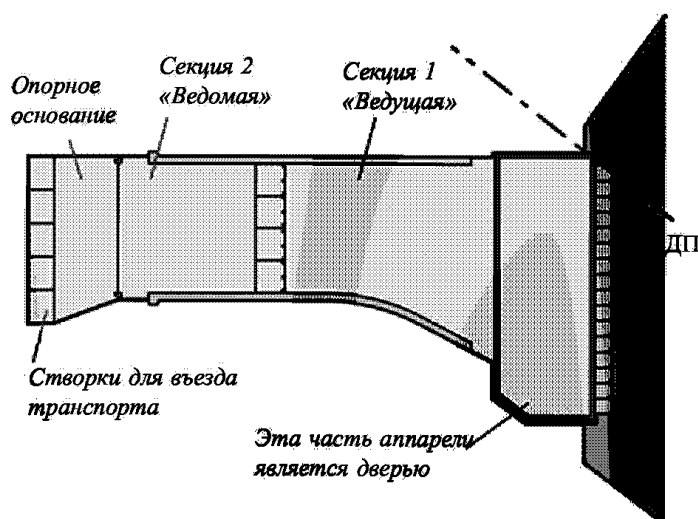 Опорное
основание
Секция 2
«Ведомая»
Секция 1
«Ведущая»
ДП
Створки для въезда
транспорта
Эта часть аппарели
является дверью